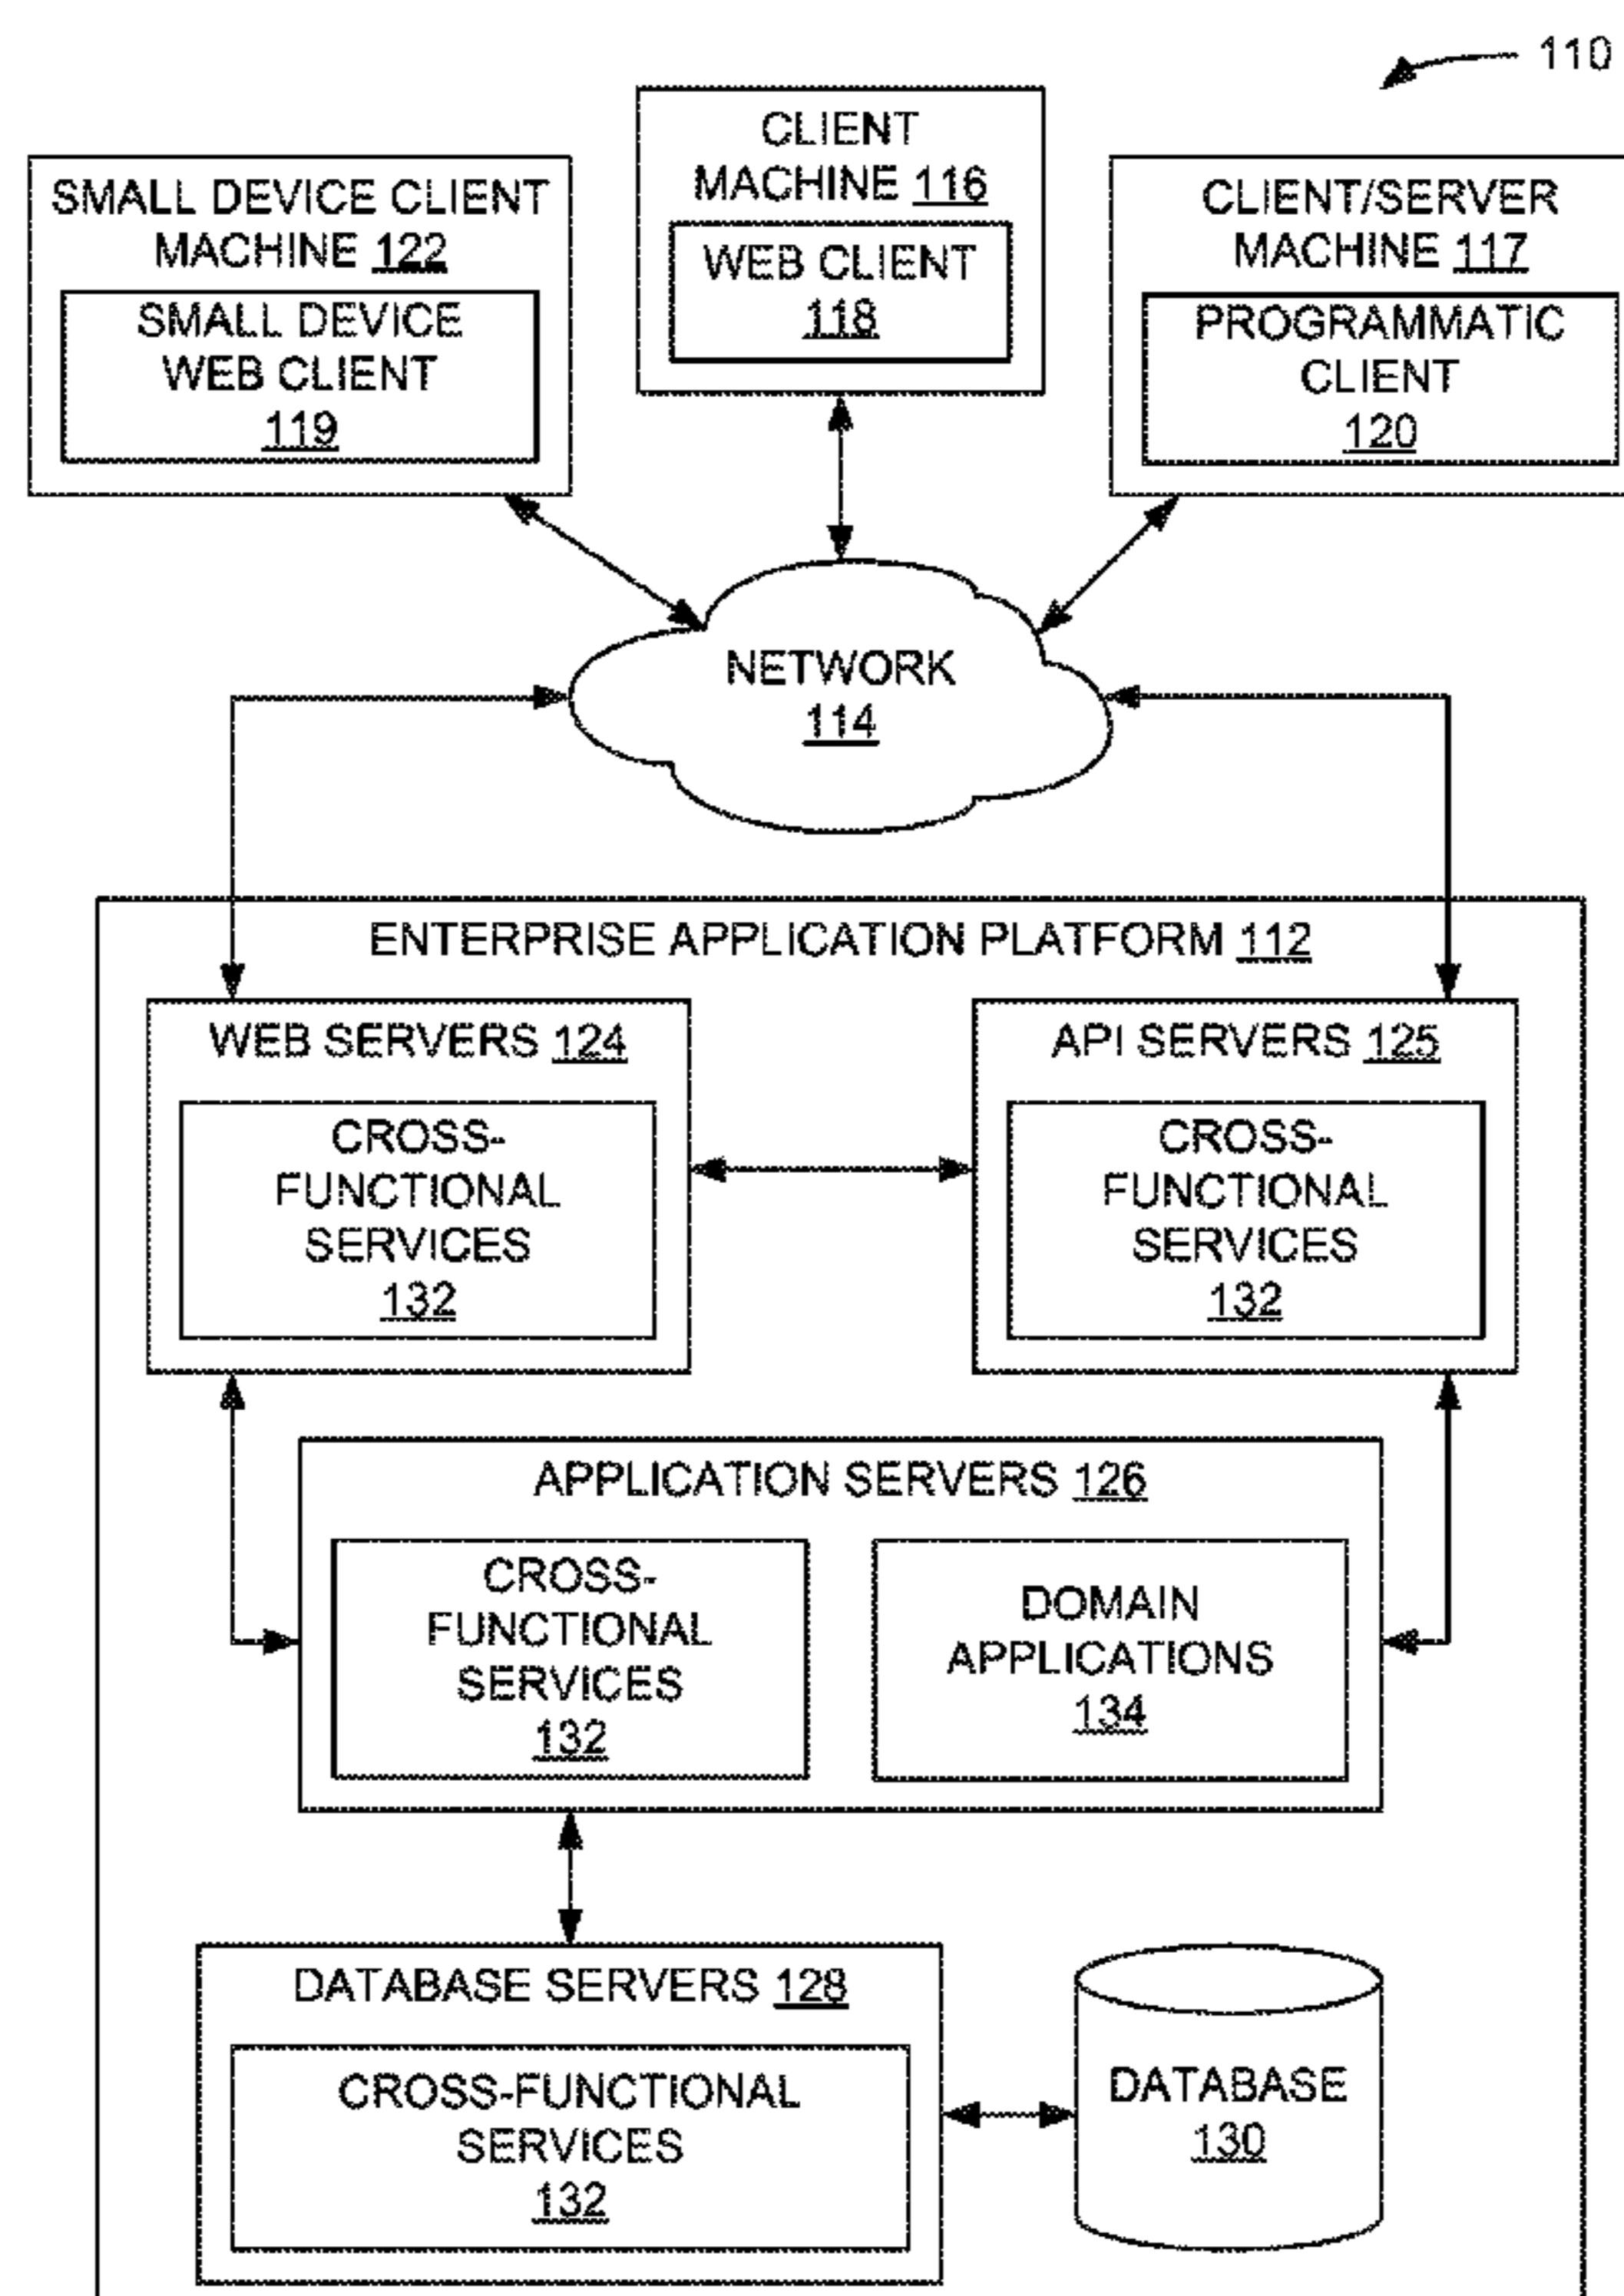 110
CLIENT
MACHINE 116
WEB CLIENT
118
SMALL DEVICE CLIENT
MACHINE 122
SMALL DEVICE
WEB CLIENT
119
CLIENT/SERVER
MACHINE 117
PROGRAMMATIC
CLIENT
120
NETWORK
114
ENTERPRISE APPLICATION PLATFORM 112
WEB SERVERS 124
CROSS-
FUNCTIONAL
SERVICES
132
API SERVERS 125
CROSS-
FUNCTIONAL
SERVICES
132
APPLICATION SERVERS 126
CROSS-
FUNCTIONAL
SERVICES
132
DOMAIN
APPLICATIONS
134
DATABASE SERVERS 128
CROSS-FUNCTIONAL
SERVICES
132
DATABASE
130